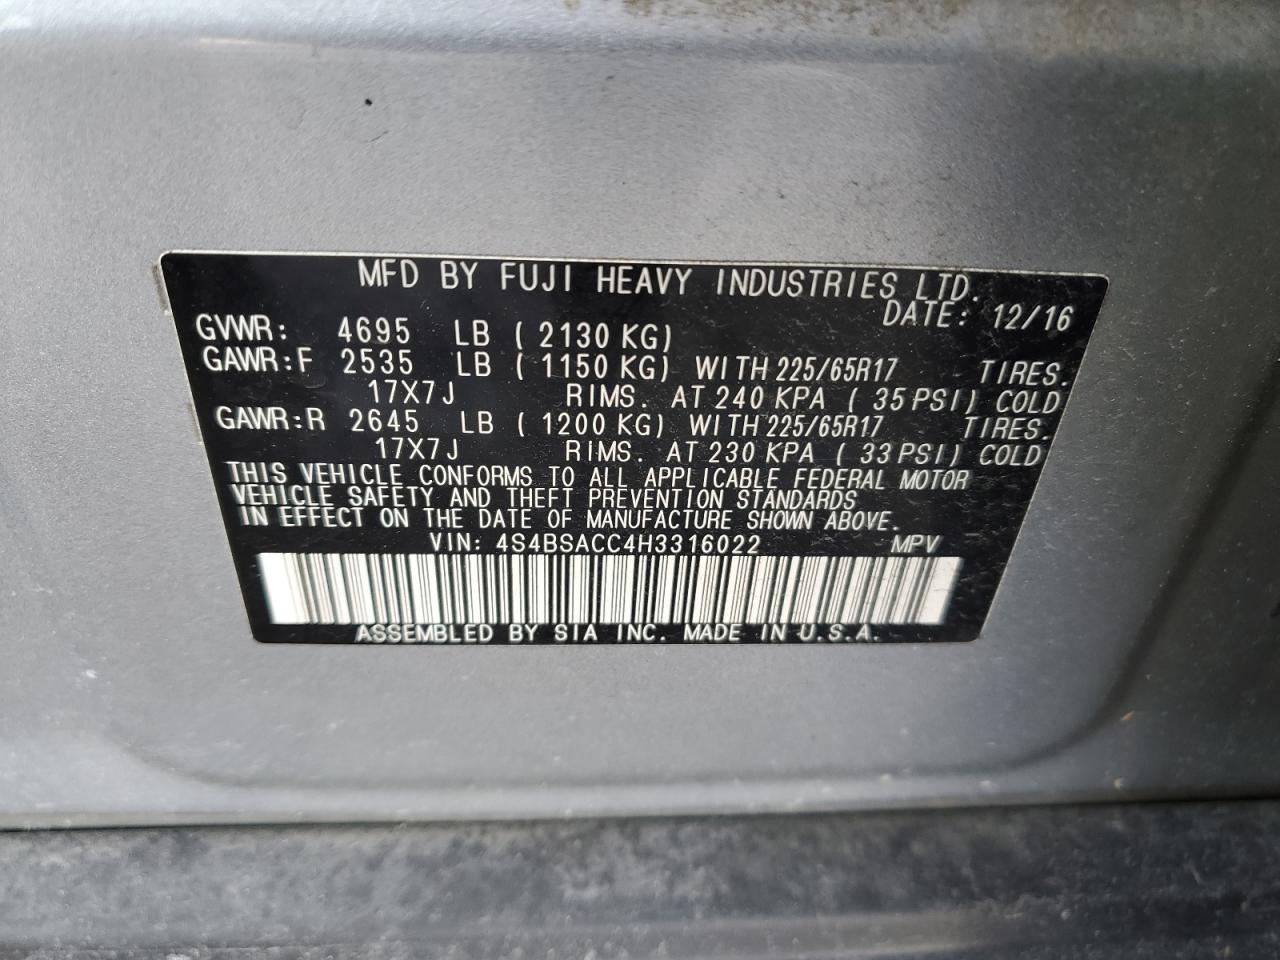 MFD BY FUJI HEAVY INDUSTRIES LTD.
DATE: 12/16
GVWR: 4695 LB ( 2130 KG)
GAWR:F 2535 LB ( 1150 KG) WITH 225/65R17 TIRES.
17X7J RIMS. AT 240 KPA ( 35 PSI) COLD
GAWR:R 2645 LB ( 1200 KG) WITH 225/65R17 TIRES.
17X7J RIMS. AT 230 KPA ( 33 PSI) COLD
THIS VEHICLE CONFORMS TO ALL APPLICABLE FEDERAL MOTOR
VEHICLE SAFETY AND THEFT PREVENTION STANDARDS
IN EFFECT ON THE DATE OF MANUFACTURE SHOWN ABOVE.
VIN: 4S4BSACC4H3316022 MPV
ASSEMBLED BY SIA INC. MADE IN U.S.A.